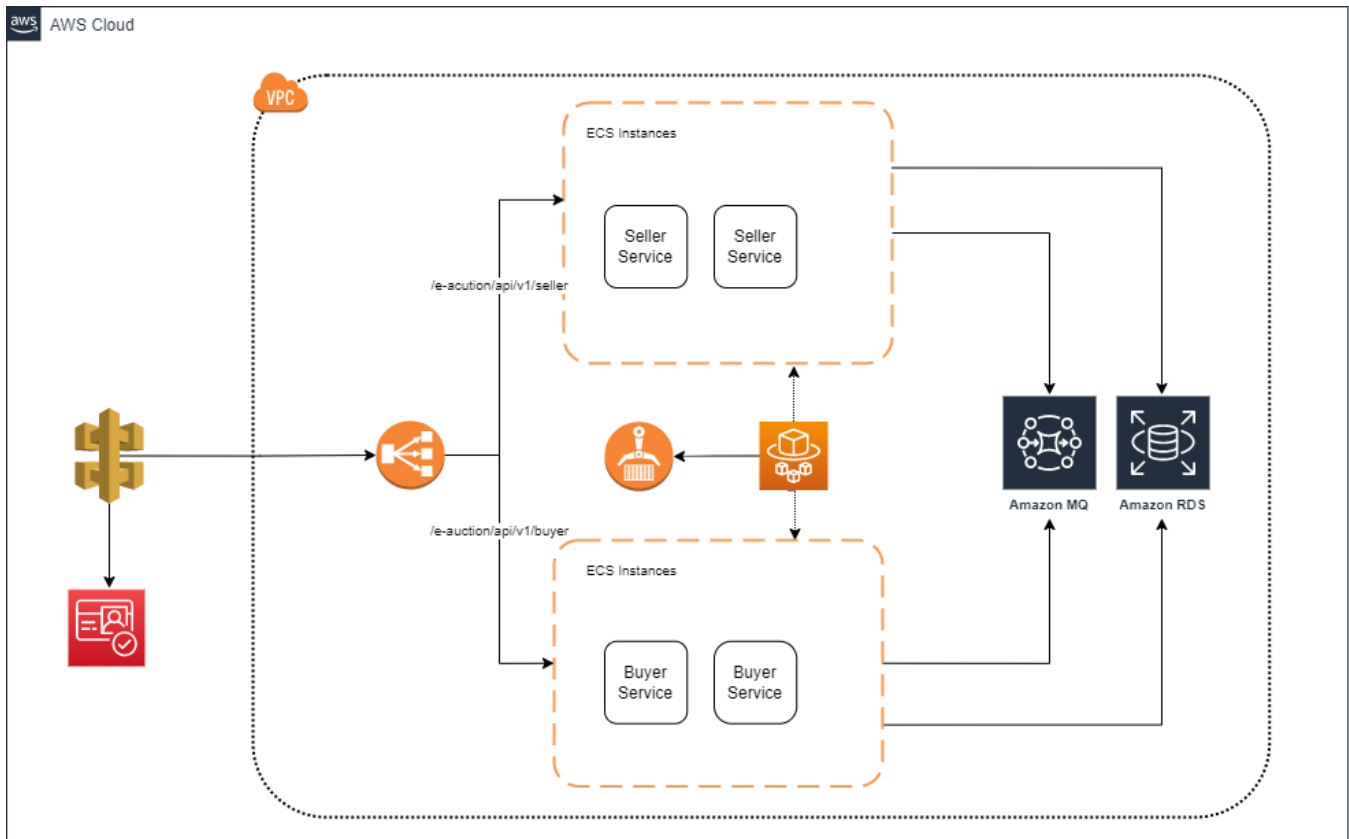 aws
AWS Cloud
VPC
ECS Instances
Seller
Service
Seller
Service
/e-acution/api/v1/seller
/e-auction/api/v1/buyer
Amazon MQ
Amazon RDS
ECS Instances
Buyer
Service
Buyer
Service